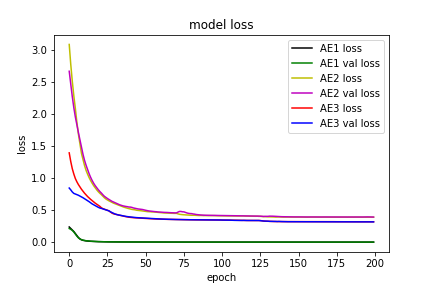 model loss
3.0
2.5
2.0
1.5
1.0
0.5
0.0
loss
AE1 loss
AE1 val loss
AE2 loss
AE2 val loss
AE3 loss
AE3 val loss
0 25 50 75 100 125 150 175 200
epoch